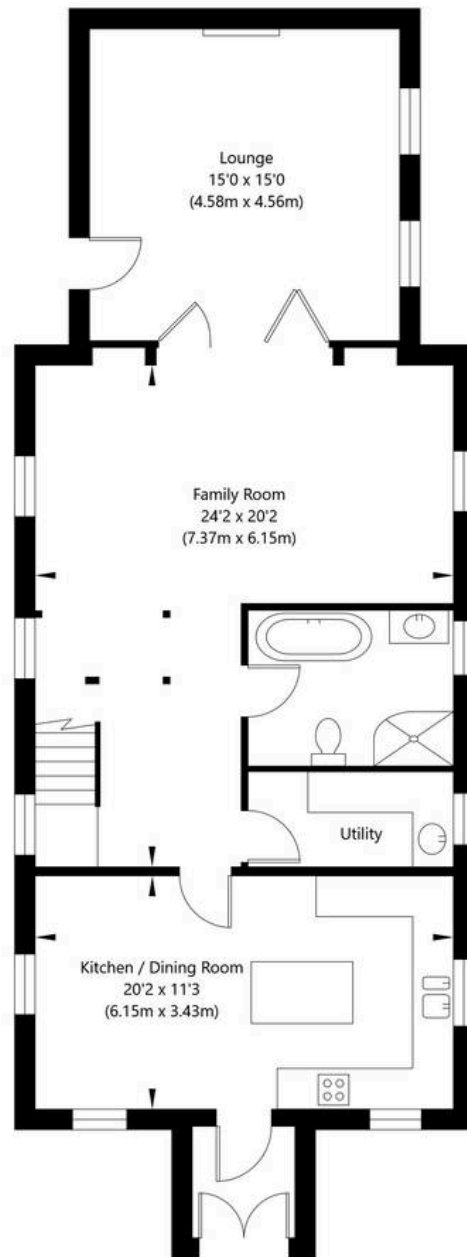 Lounge
15'0 x 15'0
(4.58m x 4.56m)
Family Room
24'2 x 20'2
(7.37m x 6.15m)
Utility
Kitchen / Dining Room
20'2 x 11'3
(6.15m x 3.43m)